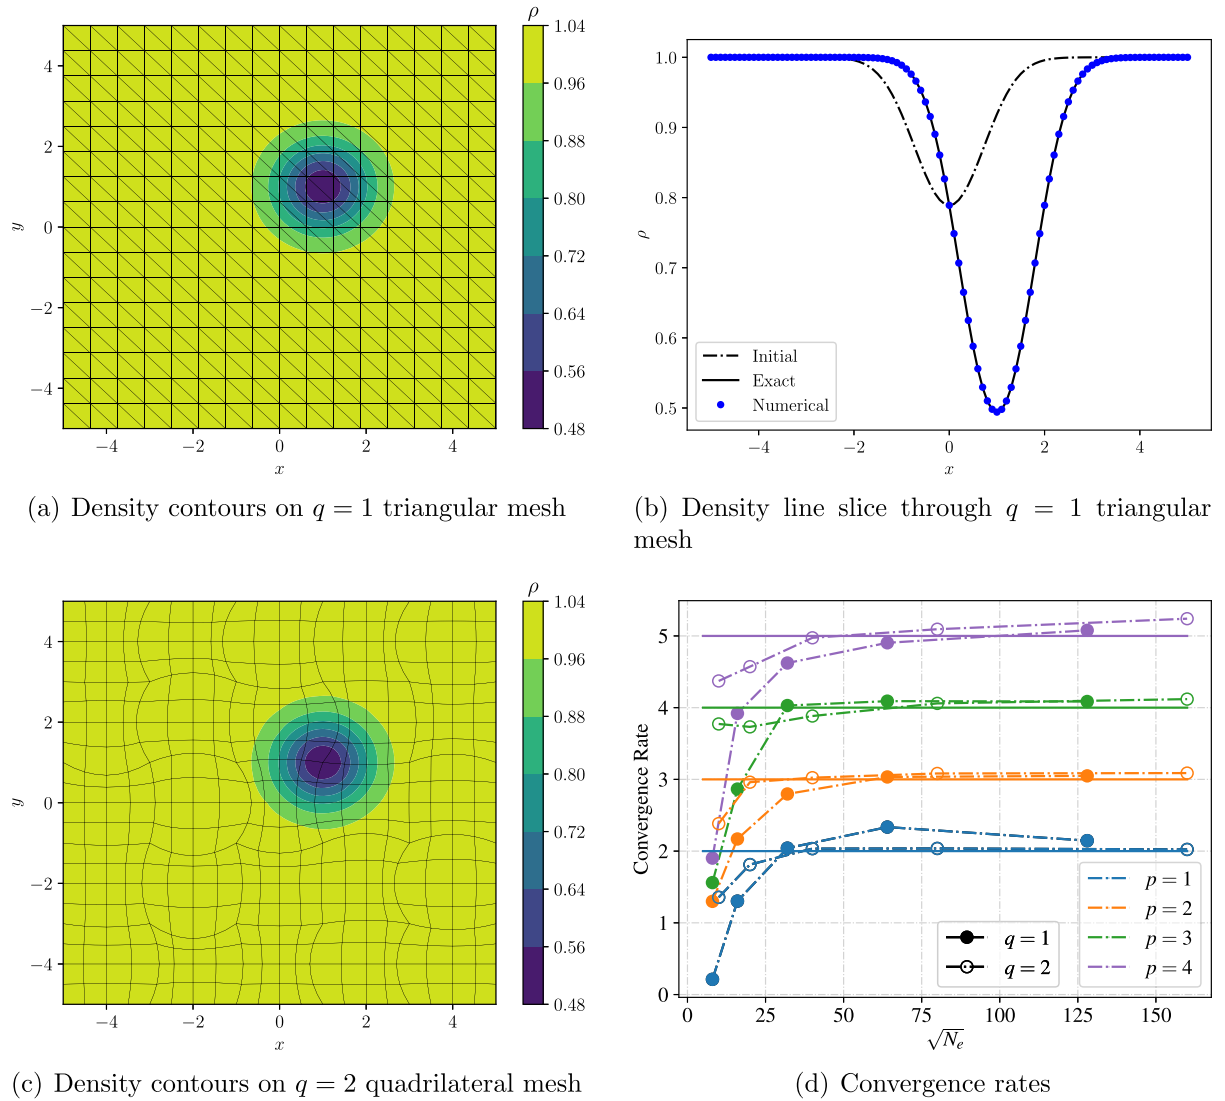 ρ
1.04
0.96
0.88
0.80
0.72
0.64
0.56
0.48
4
2
0
−2
−4
y
−4 −2 0 2 4
x
(a) Density contours on q = 1 triangular mesh
1.0
0.9
0.8
0.7
0.6
0.5
ρ
Initial
Exact
Numerical
−4 −2 0 2 4
x
(b) Density line slice through q = 1 triangular
mesh
ρ
1.04
0.96
0.88
0.80
0.72
0.64
0.56
0.48
4
2
0
−2
−4
y
−4 −2 0 2 4
x
(c) Density contours on q = 2 quadrilateral mesh
5
4
3
2
1
0
Convergence Rate
q = 1
q = 2
p = 1
p = 2
p = 3
p = 4
0 25 50 75 100 125 150
√Nₑ
(d) Convergence rates